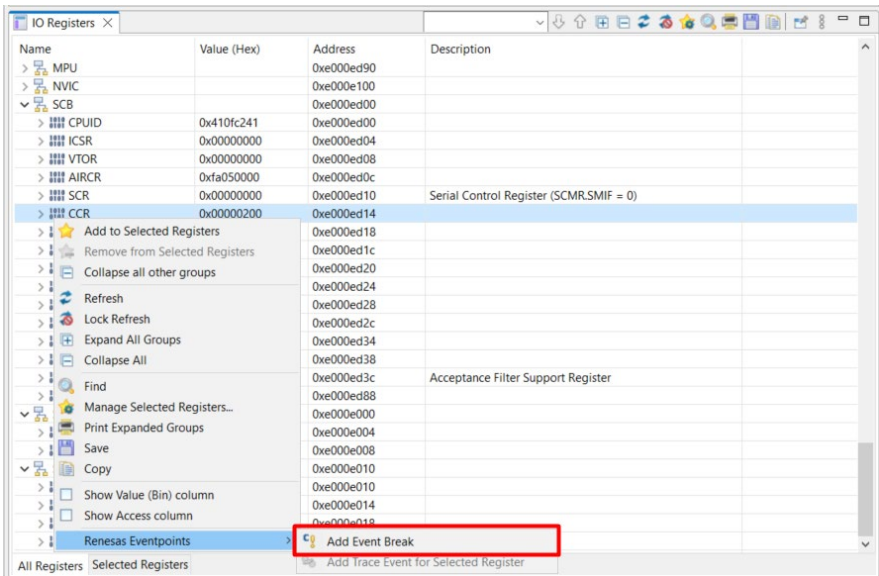 IO Registers
Name Value (Hex) Address Description
MPU 0xe000ed90
NVIC 0xe000e100
SCB 0xe000ed00
CPUID 0x410fc241 0xe000ed00
ICSR 0x00000000 0xe000ed04
VTOR 0x00000000 0xe000ed08
AIRCR 0xfa050000 0xe000ed0c
SCR 0x00000000 0xe000ed10 Serial Control Register (SCMR.SMIF = 0)
CCR 0x00000200 0xe000ed14
Add to Selected Registers 0xe000ed18
Remove from Selected Registers 0xe000ed1c
Collapse all other groups 0xe000ed20
0xe000ed24
Refresh 0xe000ed28
Lock Refresh 0xe000ed2c
Expand All Groups 0xe000ed34
Collapse All 0xe000ed38
Find 0xe000ed3c Acceptance Filter Support Register
0xe000ed88
Manage Selected Registers... 0xe000e000
Print Expanded Groups 0xe000e004
Save 0xe000e008
Copy 0xe000e010
0xe000e010
Show Value (Bin) column 0xe000e014
Show Access column 0xe000e018
Renesas Eventpoints Add Event Break
All Registers Selected Registers Add Trace Event for Selected Register